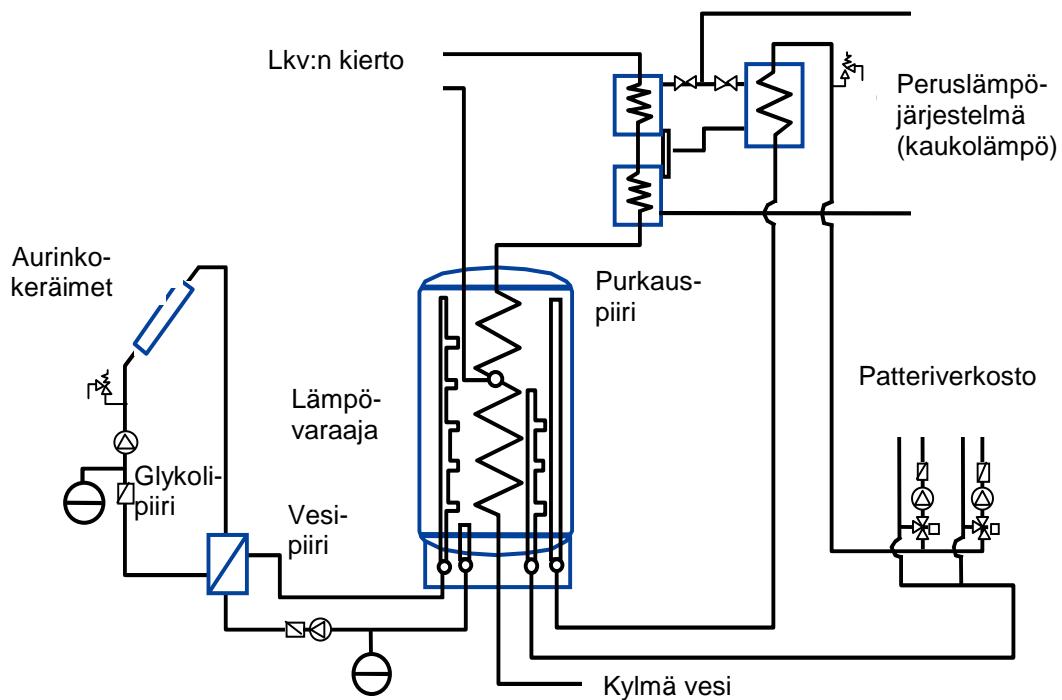 Lkv:n kierto
Peruslämpö-
järjestelmä
(kaukolämpö)
Aurinko-
keräimet
Purkaus-
piiri
Lämpö-
varaaja
Patteriverkosto
Glykoli-
piiri
Vesi-
piiri
Kylmä vesi